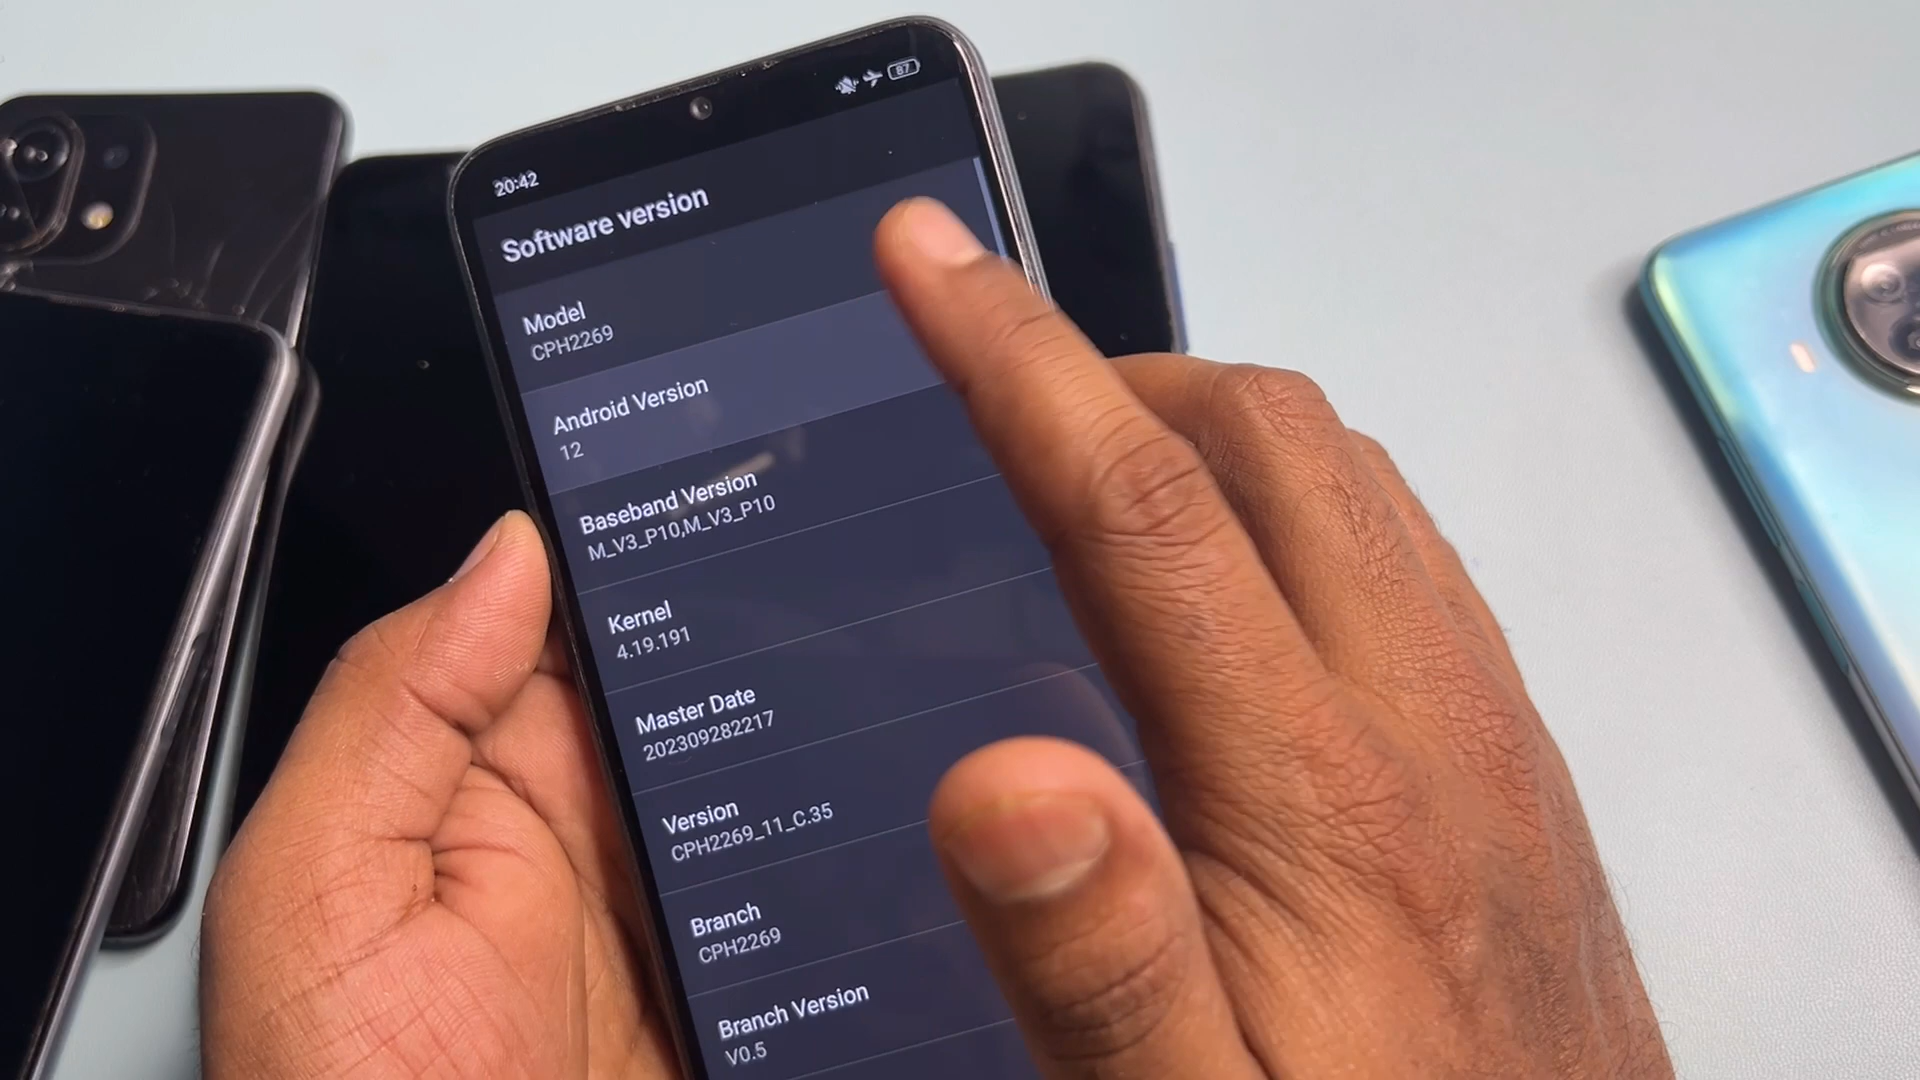 87
20:42
Software version
Model
CPH2269
Android Version
12
Baseband Version
M_V3_P10,M_V3_P10
Kernel
4.19.191
Master Date
202309282217
Version
CPH2269_11_C.35
Branch
CPH2269
Branch Version
V0.5